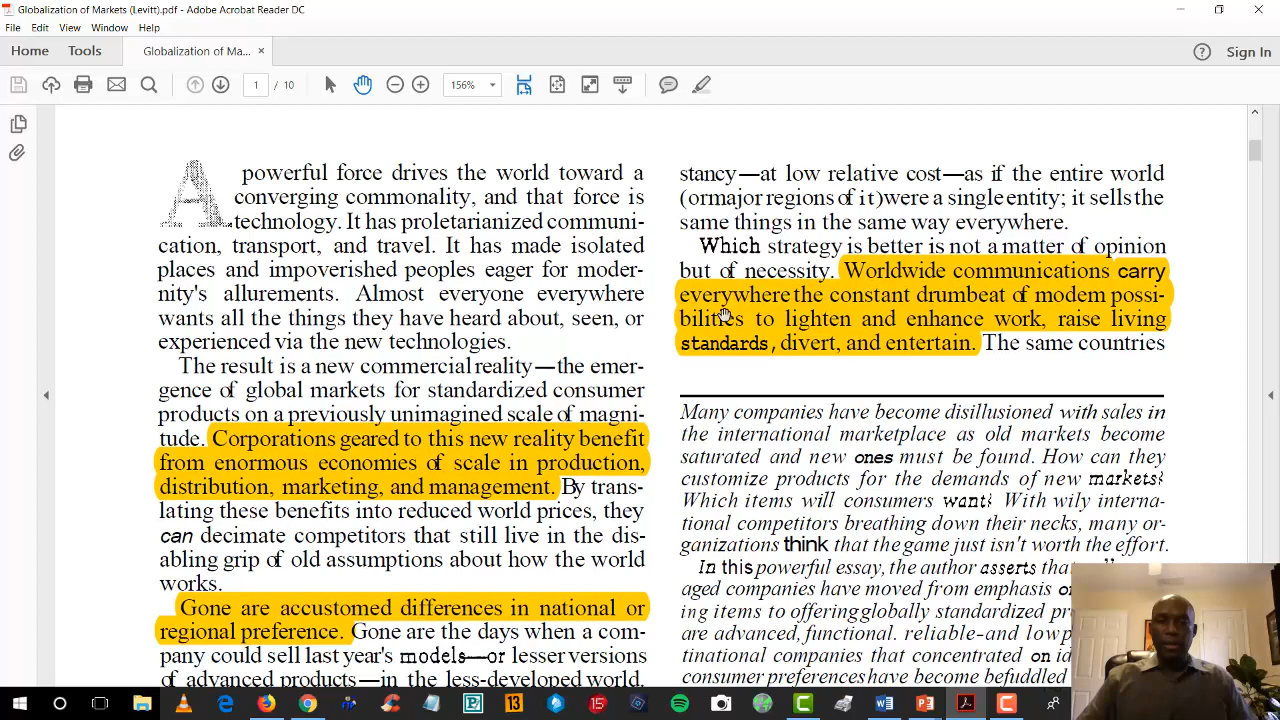 Globalization of Markets (Levitt).pdf - Adobe Acrobat Reader DC
File Edit View Window Help
Home Tools Globalization of Ma... × Sign In
1 / 10 156%
A powerful force drives the world toward a
converging commonality, and that force is
technology. It has proletarianized communi-
cation, transport, and travel. It has made isolated
places and impoverished peoples eager for moder-
nity's allurements. Almost everyone everywhere
wants all the things they have heard about, seen, or
experienced via the new technologies.
The result is a new commercial reality—the emer-
gence of global markets for standardized consumer
products on a previously unimagined scale of magni-
tude. Corporations geared to this new reality benefit
from enormous economies of scale in production,
distribution, marketing, and management. By trans-
lating these benefits into reduced world prices, they
can decimate competitors that still live in the dis-
abling grip of old assumptions about how the world
works.
Gone are accustomed differences in national or
regional preference. Gone are the days when a com-
pany could sell last year's models—or lesser versions
of advanced products—in the less-developed world.
stancy—at low relative cost—as if the entire world
(ormajor regions of it)were a single entity; it sells the
same things in the same way everywhere.
Which strategy is better is not a matter of opinion
but of necessity. Worldwide communications carry
everywhere the constant drumbeat of modem possi-
bilities to lighten and enhance work, raise living
standards, divert, and entertain. The same countries
Many companies have become disillusioned with sales in
the international marketplace as old markets become
saturated and new ones must be found. How can they
customize products for the demands of new markets?
Which items will consumers want? With wily interna-
tional competitors breathing down their necks, many or-
ganizations think that the game just isn't worth the effort.
In this powerful essay, the author asserts that
aged companies have moved from emphasis
ing items to offering globally standardized
are advanced, functional. reliable-and low
tinational companies that concentrated on
consumer preferences have become befuddled
13
15